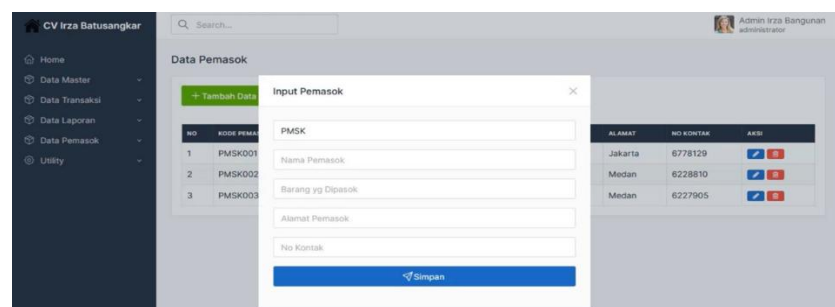 CV Irza Batusangkar
Search...
Admin Irza Bangunan
administrator
Home
Data Master
Data Transaksi
Data Laporan
Data Pemasok
Utility
Data Pemasok
+ Tambah Data
Input Pemasok
PMSK
Nama Pemasok
Barang yg Dipasok
Alamat Pemasok
No Kontak
Simpan
NO KODE PEMAS ALAMAT NO KONTAK AKSI
1 PMSK001 Jakarta 6778129
2 PMSK002 Medan 6228810
3 PMSK003 Medan 6227905